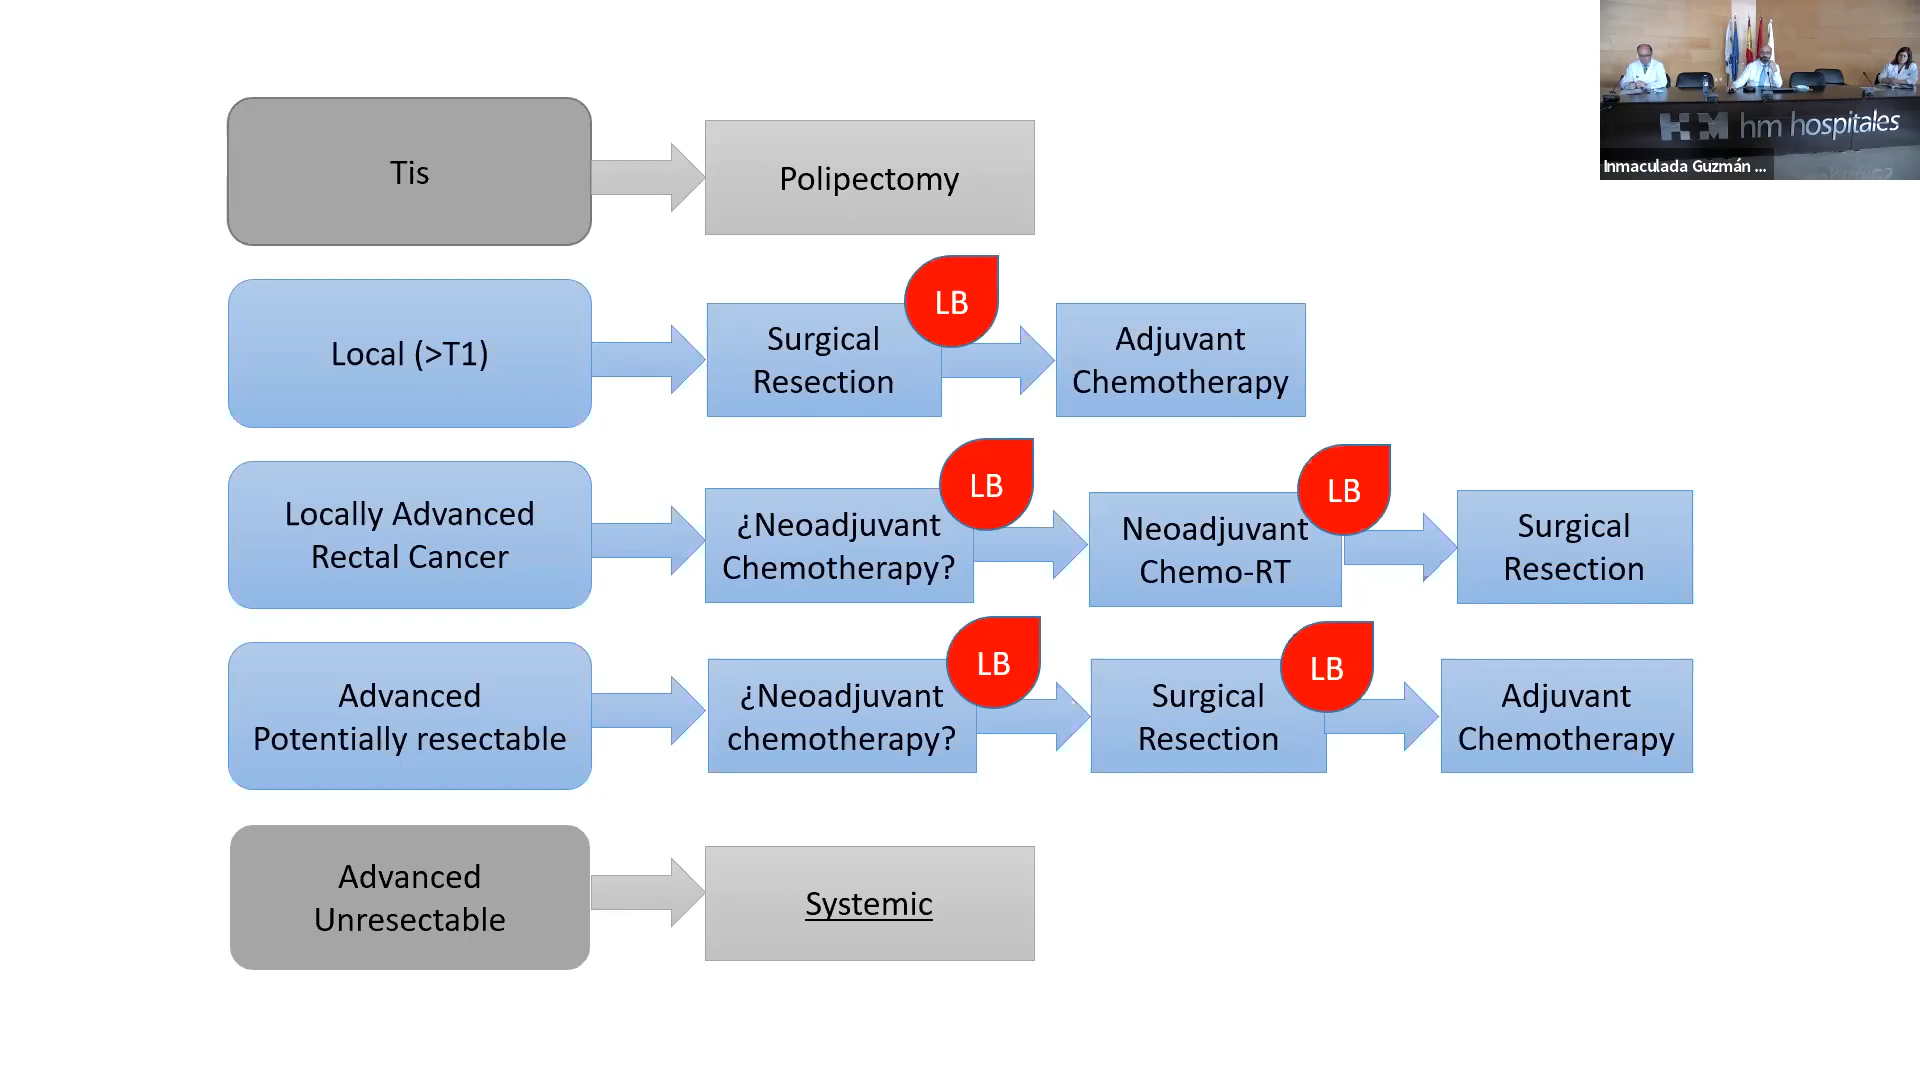 Tis
Polipectomy
Local (>T1)
Surgical
Resection
LB
Adjuvant
Chemotherapy
Locally Advanced
Rectal Cancer
¿Neoadjuvant
Chemotherapy?
LB
Neoadjuvant
Chemo-RT
LB
Surgical
Resection
Advanced
Potentially resectable
¿Neoadjuvant
chemotherapy?
LB
Surgical
Resection
LB
Adjuvant
Chemotherapy
Advanced
Unresectable
Systemic
HM hm hospitales
Inmaculada Guzmán ...